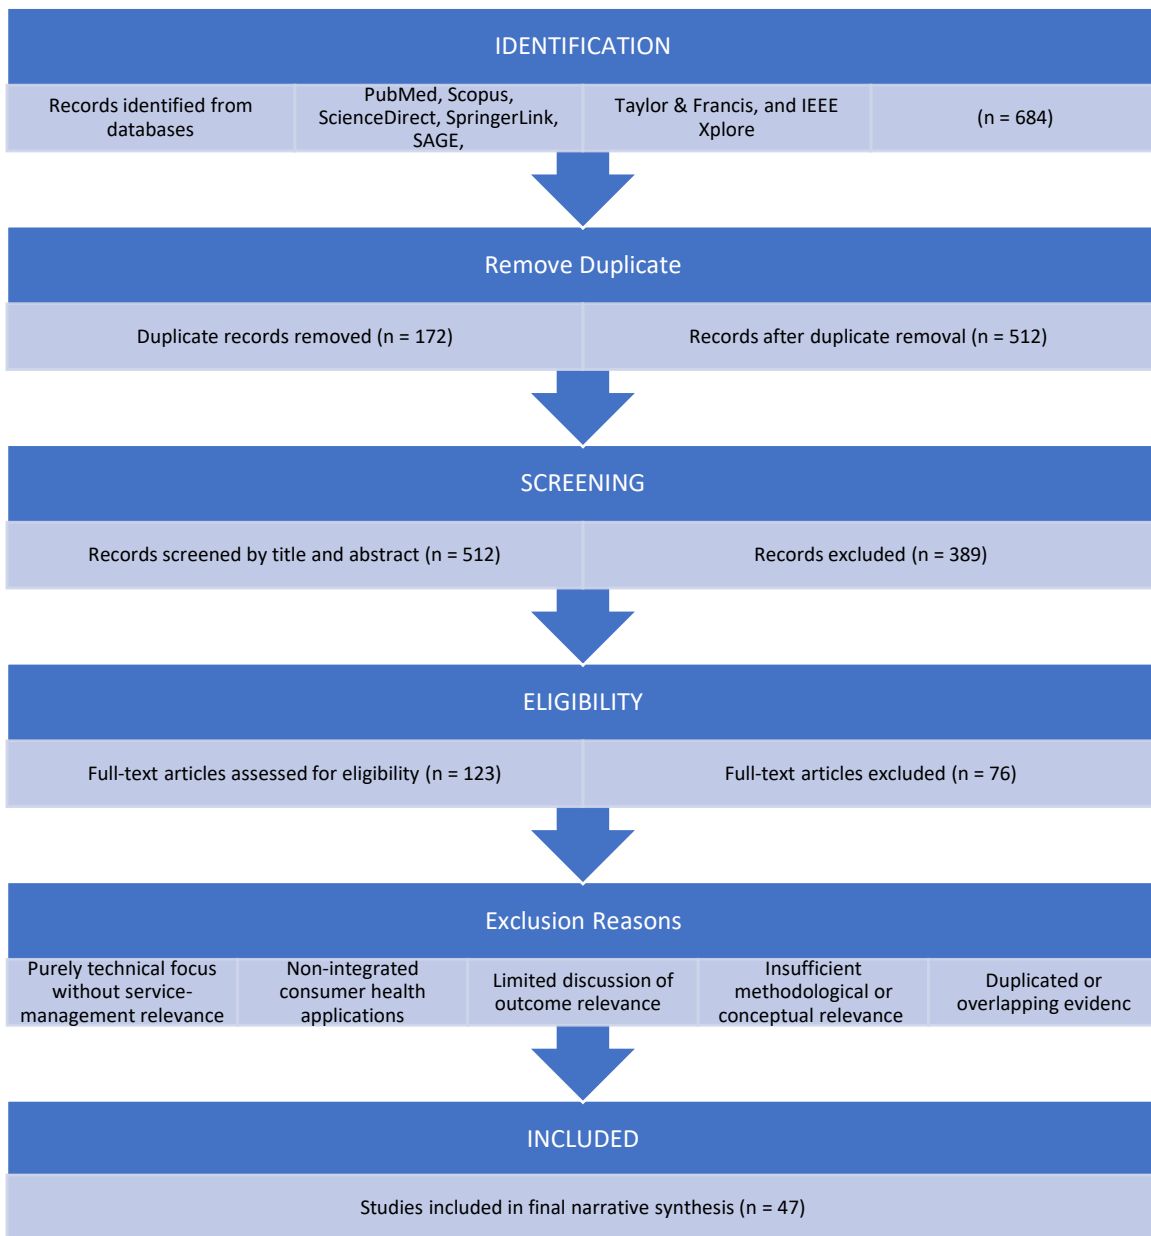 IDENTIFICATION
Records identified from
databases
PubMed, Scopus,
ScienceDirect, SpringerLink,
SAGE,
Taylor & Francis, and IEEE
Xplore
(n = 684)
Remove Duplicate
Duplicate records removed (n = 172)
Records after duplicate removal (n = 512)
SCREENING
Records screened by title and abstract (n = 512)
Records excluded (n = 389)
ELIGIBILITY
Full-text articles assessed for eligibility (n = 123)
Full-text articles excluded (n = 76)
Exclusion Reasons
Purely technical focus
without service-
management relevance
Non-integrated
consumer health
applications
Limited discussion of
outcome relevance
Insufficient
methodological or
conceptual relevance
Duplicated or
overlapping evidenc
INCLUDED
Studies included in final narrative synthesis (n = 47)